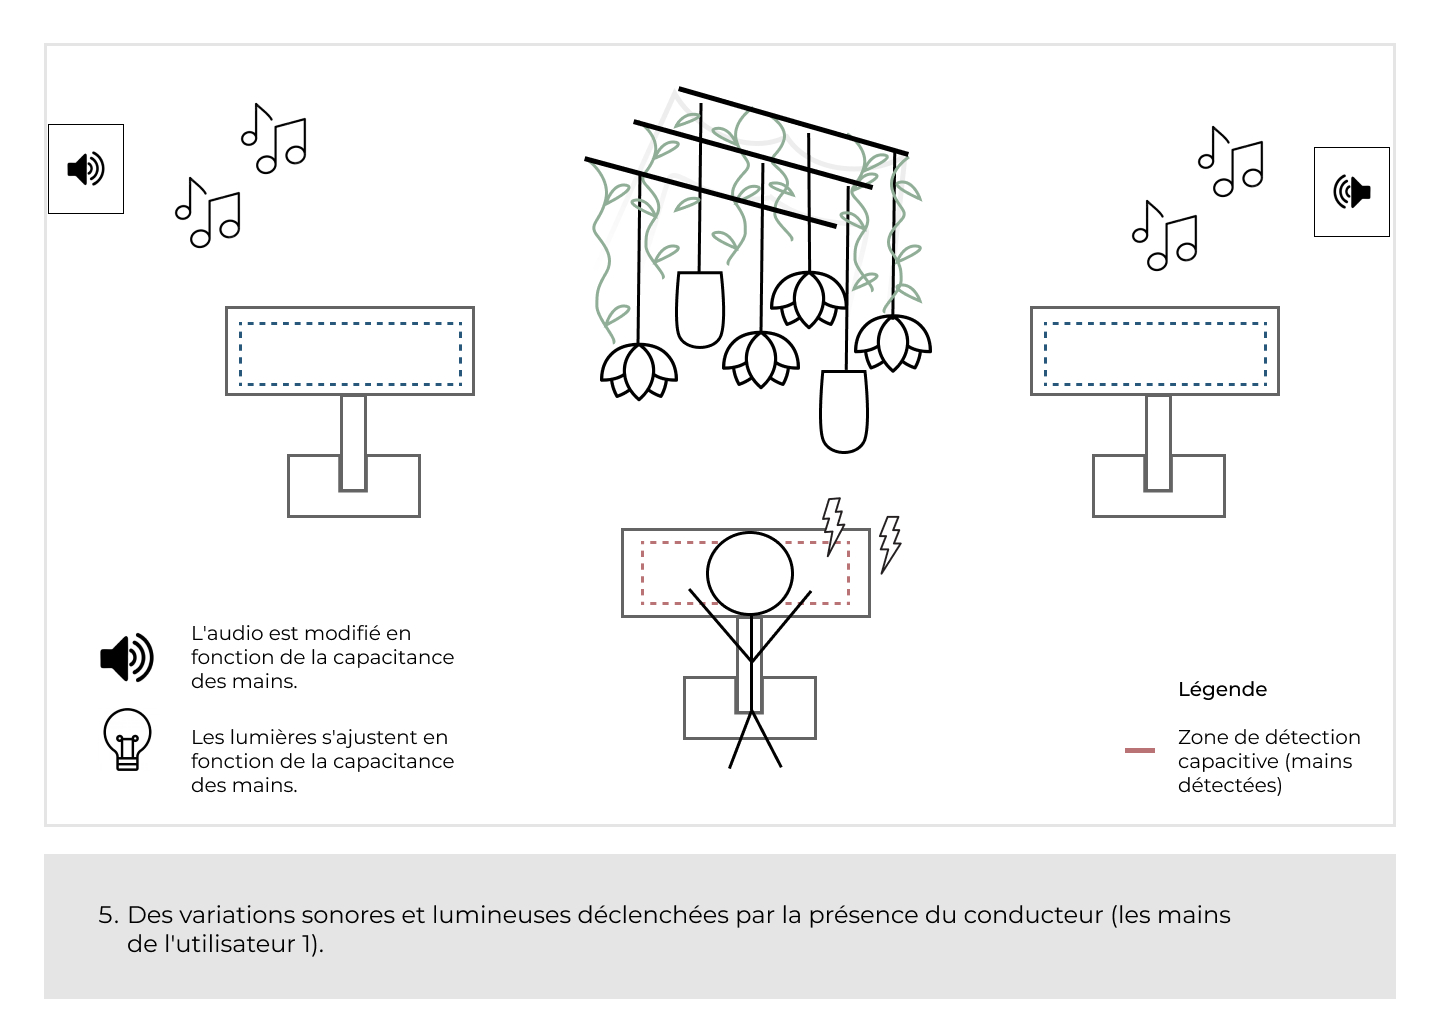 L'audio est modifié en
fonction de la capacitance
des mains.
Les lumières s'ajustent en
fonction de la capacitance
des mains.
Légende
Zone de détection
capacitive (mains
détectées)
5. Des variations sonores et lumineuses déclenchées par la présence du conducteur (les mains
de l'utilisateur 1).